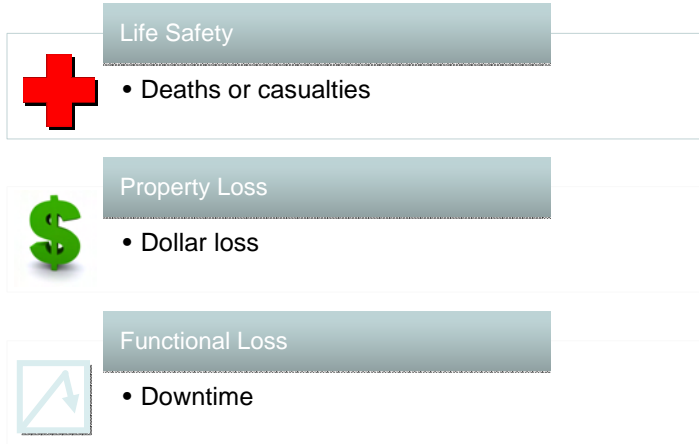 Life Safety
• Deaths or casualties
Property Loss
• Dollar loss
Functional Loss
• Downtime